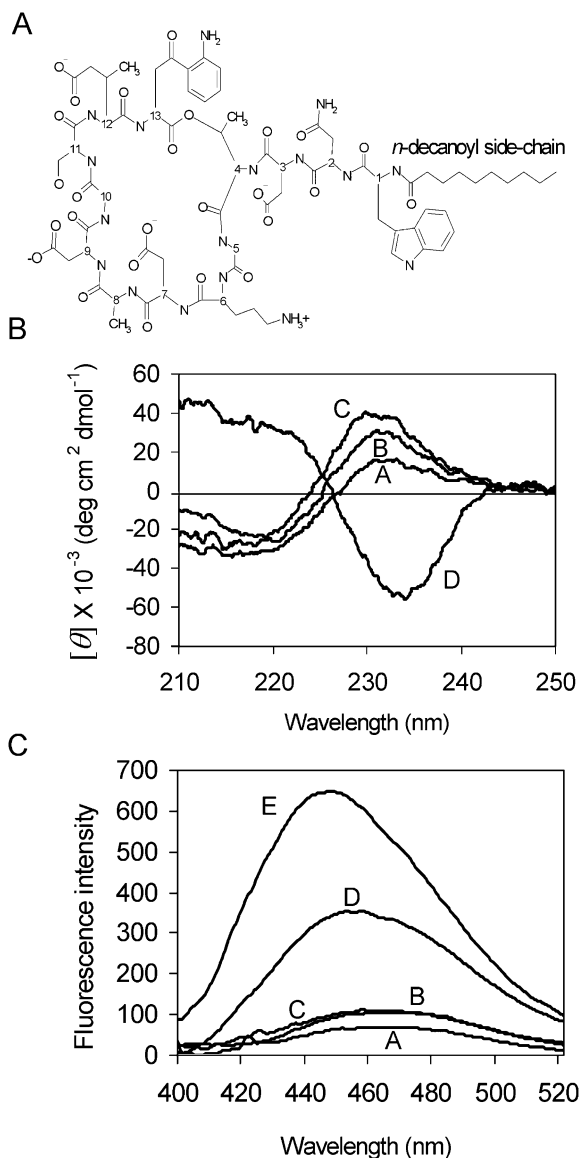 A
O NH₂
O⁻ CH₃
O
O O 12 N 13 O CH₃ NH₂
N N O O O
11 4 N 3 N 2 N 1 N
n-decanoyl side-chain
O N O⁻ O O O
O 10 O O N
O N O⁻ N 5
-O 9 O N O
O N O N
8 N 7 N 6
CH₃ O O NH₃+
B
[θ] X 10⁻³ (deg cm² dmol⁻¹)
60
40
20
0
-20
-40
-60
-80
C
B
A
D
210 220 230 240 250
Wavelength (nm)
C
Fluorescence intensity
700
600
500
400
300
200
100
0
E
D
C
B
A
400 420 440 460 480 500 520
Wavelength (nm)